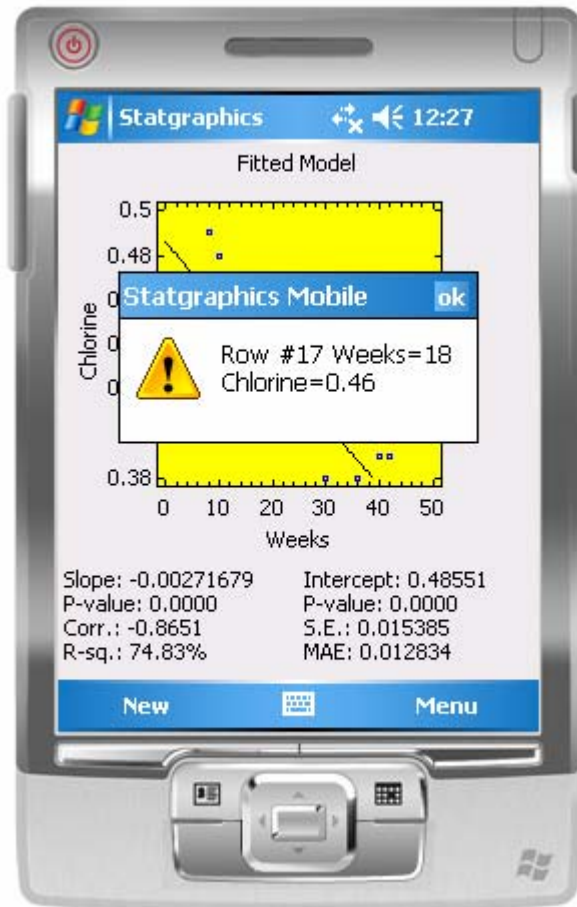 Statgraphics 12:27
Fitted Model
0.5
0.48
Statgraphics Mobile ok
Row #17 Weeks=18
Chlorine=0.46
Chlorine
0.38
0 10 20 30 40 50
Weeks
Slope: -0.00271679 Intercept: 0.48551
P-value: 0.0000 P-value: 0.0000
Corr.: -0.8651 S.E.: 0.015385
R-sq.: 74.83% MAE: 0.012834
New Menu